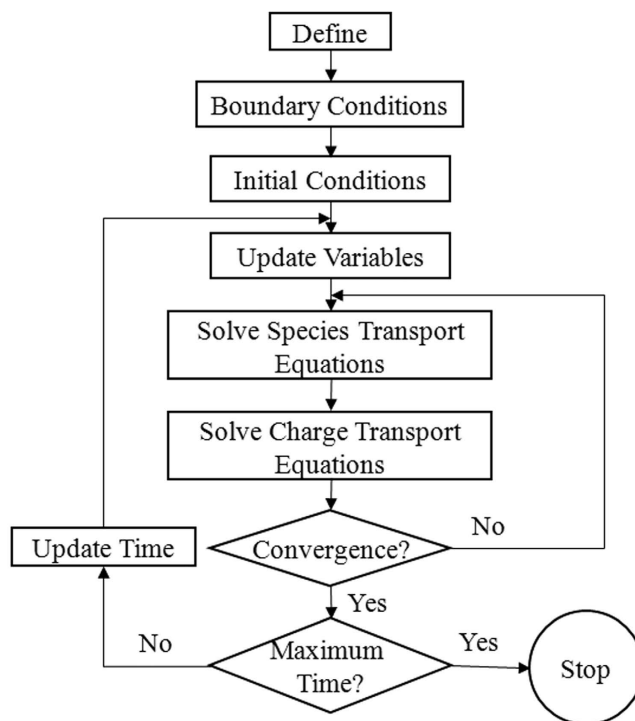 Define
Boundary Conditions
Initial Conditions
Update Variables
Solve Species Transport
Equations
Solve Charge Transport
Equations
Convergence?
No
Update Time
Yes
Maximum
Time?
No
Yes
Stop